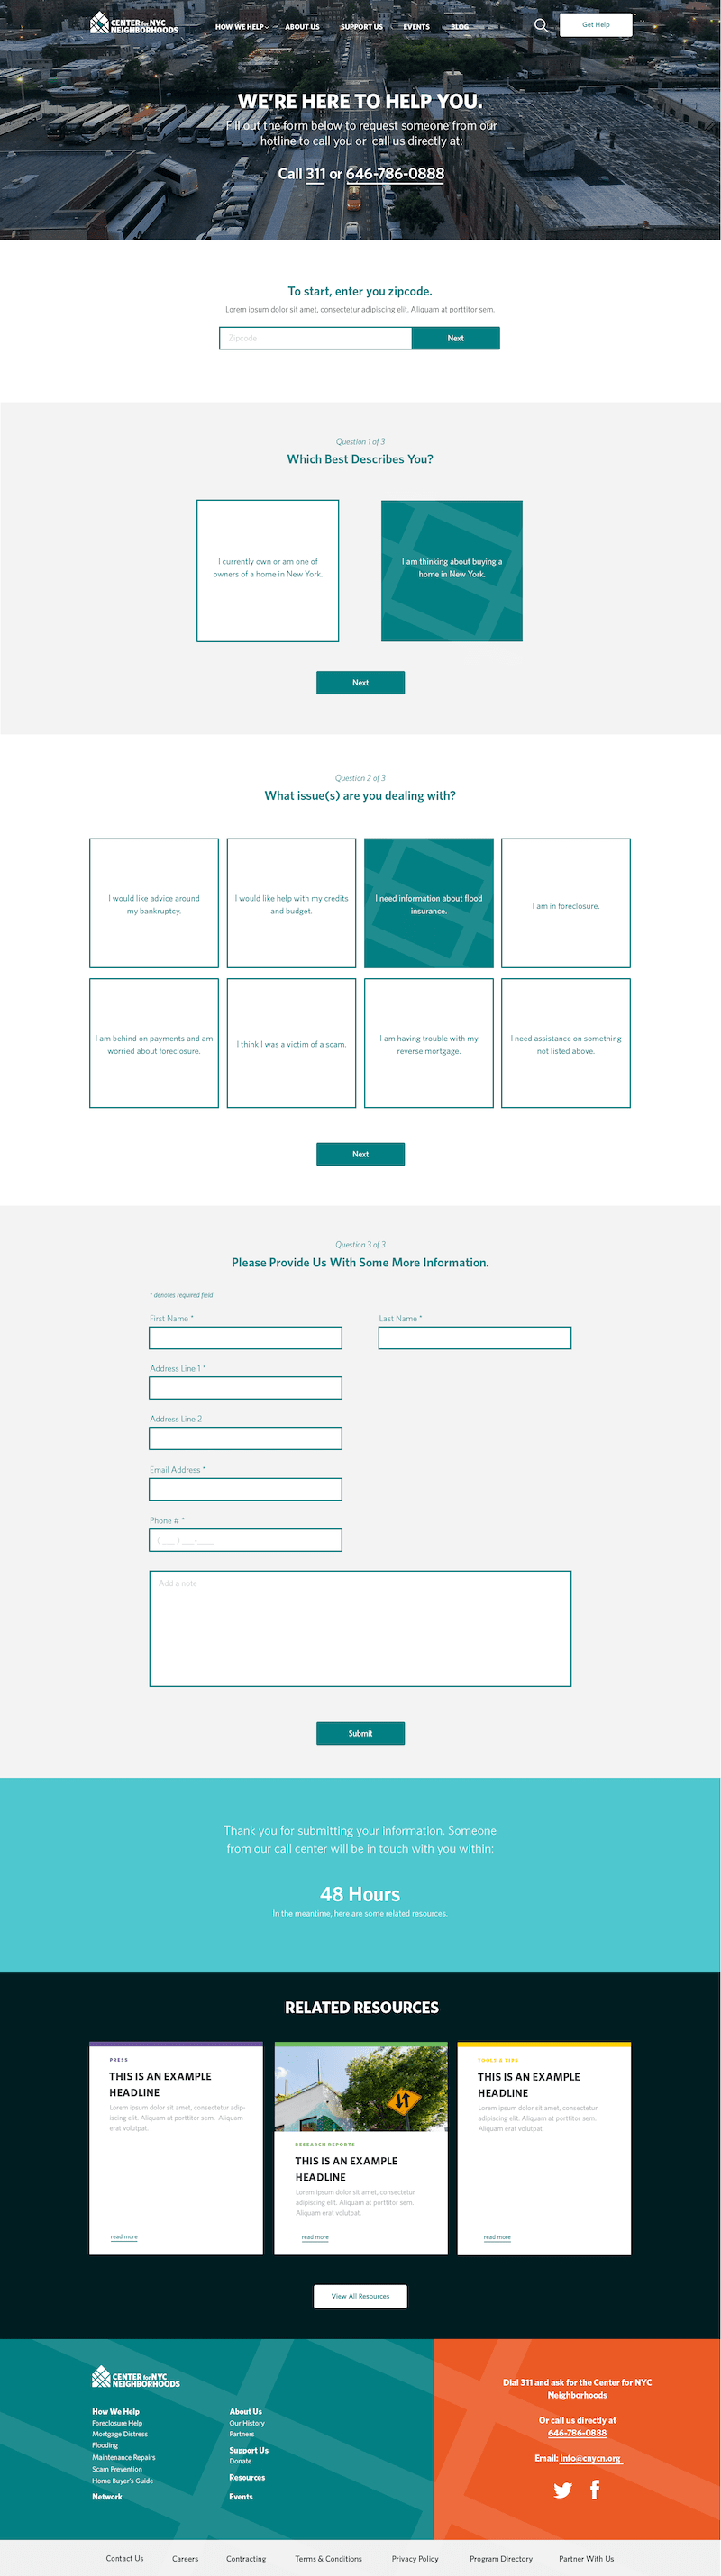 CENTER for NYC
NEIGHBORHOODS
HOW WE HELP
ABOUT US
SUPPORT US
EVENTS
BLOG
Get Help
WE'RE HERE TO HELP YOU.
Fill out the form below to request someone from our
hotline to call you or call us directly at:
Call 311 or 646-786-0888
To start, enter you zipcode.
Lorem ipsum dolor sit amet, consectetur adipiscing elit. Aliquam at porttitor sem.
Zipcode
Next
Question 1 of 3
Which Best Describes You?
I currently own or am one of
owners of a home in New York.
I am thinking about buying a
home in New York.
Next
Question 2 of 3
What issue(s) are you dealing with?
I would like advice around
my bankruptcy.
I would like help with my credits
and budget.
I need information about flood
insurance.
I am in foreclosure.
I am behind on payments and am
worried about foreclosure.
I think I was a victim of a scam.
I am having trouble with my
reverse mortgage.
I need assistance on something
not listed above.
Next
Question 3 of 3
Please Provide Us With Some More Information.
* denotes required field
First Name *
Last Name *
Address Line 1 *
Address Line 2
Email Address *
Phone # *
(___) ___-____
Add a note
Submit
Thank you for submitting your information. Someone
from our call center will be in touch with you within:
48 Hours
In the meantime, here are some related resources.
RELATED RESOURCES
PRESS
THIS IS AN EXAMPLE
HEADLINE
Lorem ipsum dolor sit amet, consectetur adip-
iscing elit. Aliquam at porttitor sem. Aliquam
erat volutpat.
read more
RESEARCH REPORTS
THIS IS AN EXAMPLE
HEADLINE
Lorem ipsum dolor sit amet, consectetur
adipiscing elit. Aliquam at porttitor sem.
Aliquam erat volutpat.
read more
TOOLS & TIPS
THIS IS AN EXAMPLE
HEADLINE
Lorem ipsum dolor sit amet, consectetur
adipiscing elit. Aliquam at porttitor sem.
Aliquam erat volutpat.
read more
View All Resources
CENTER for NYC
NEIGHBORHOODS
How We Help
Foreclosure Help
Mortgage Distress
Flooding
Maintenance Repairs
Scam Prevention
Home Buyer's Guide
Network
About Us
Our History
Partners
Support Us
Donate
Resources
Events
Dial 311 and ask for the Center for NYC
Neighborhoods
Or call us directly at
646-786-0888
Email: info@cnycn.org
Contact Us
Careers
Contracting
Terms & Conditions
Privacy Policy
Program Directory
Partner With Us